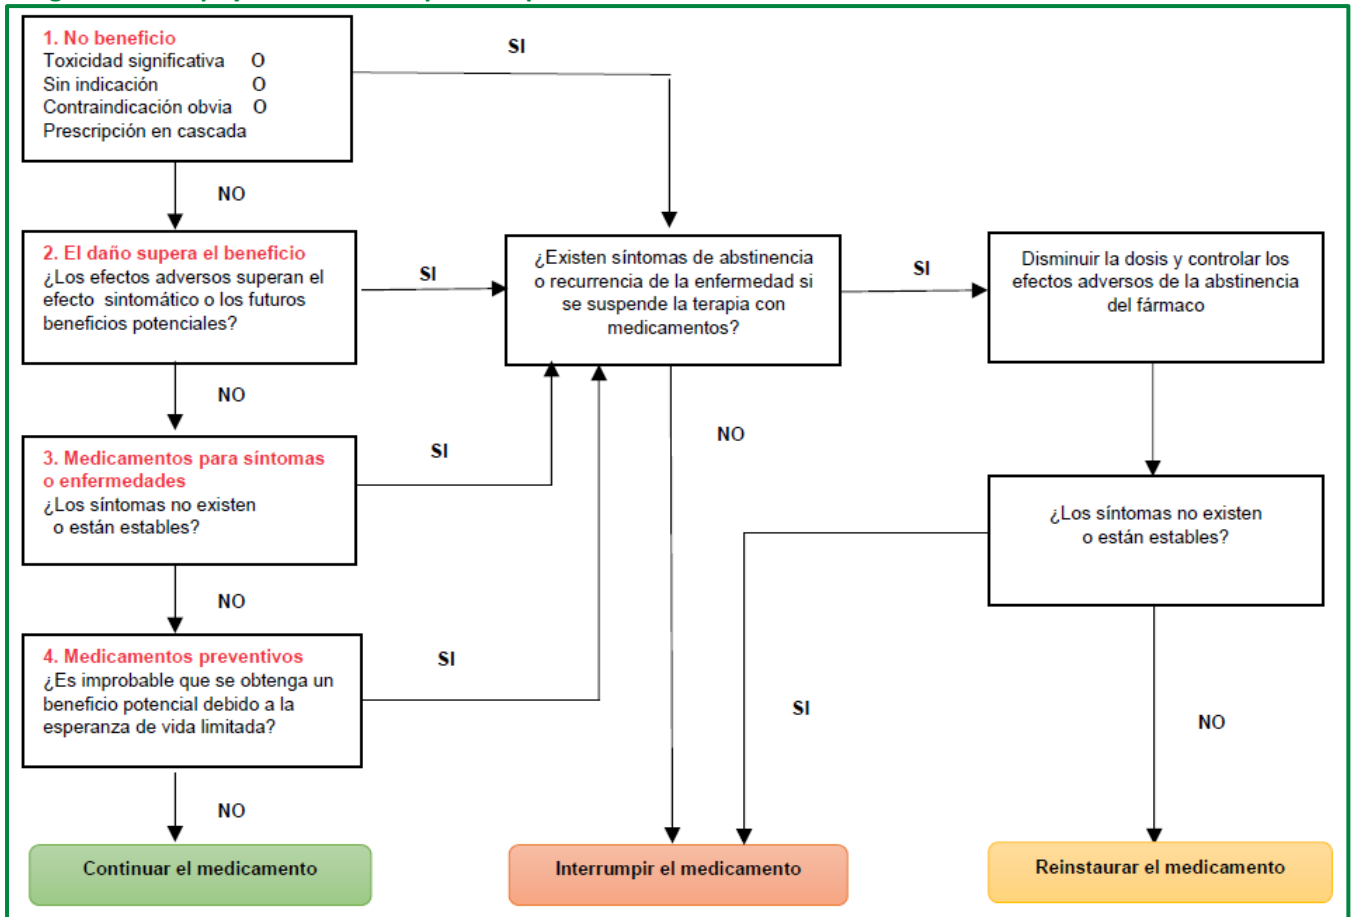 1. No beneficio
Toxicidad significativa O
Sin indicación O
Contraindicación obvia O
Prescripción en cascada
SI
NO
2. El daño supera el beneficio
¿Los efectos adversos superan el
efecto sintomático o los futuros
beneficios potenciales?
SI
¿Existen síntomas de abstinencia
o recurrencia de la enfermedad si
se suspende la terapia con
medicamentos?
SI
Disminuir la dosis y controlar los
efectos adversos de la abstinencia
del fármaco
NO
3. Medicamentos para síntomas
o enfermedades
¿Los síntomas no existen
o están estables?
SI
NO
¿Los síntomas no existen
o están estables?
NO
4. Medicamentos preventivos
¿Es improbable que se obtenga un
beneficio potencial debido a la
esperanza de vida limitada?
SI
SI
NO
NO
Continuar el medicamento
Interrumpir el medicamento
Reinstaurar el medicamento